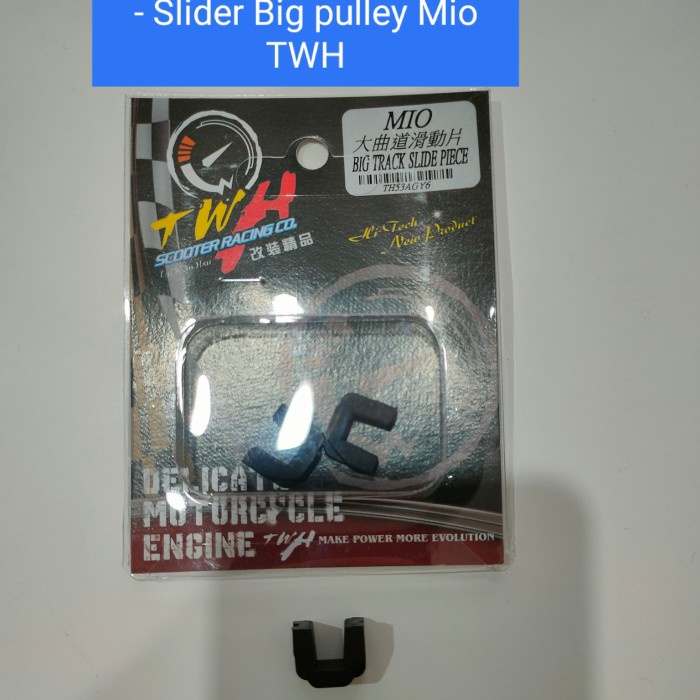 - Slider Big pulley Mio
TWH
MIO
大曲道滑動片
BIG TRACK SLIDE PIECE
TH53AGY6
TWH
SCOOTER RACING CO.
改裝精品
Hi-Tech
New Product
DELICATE
MOTORCYCLE
ENGINE TWH MAKE POWER MORE EVOLUTION